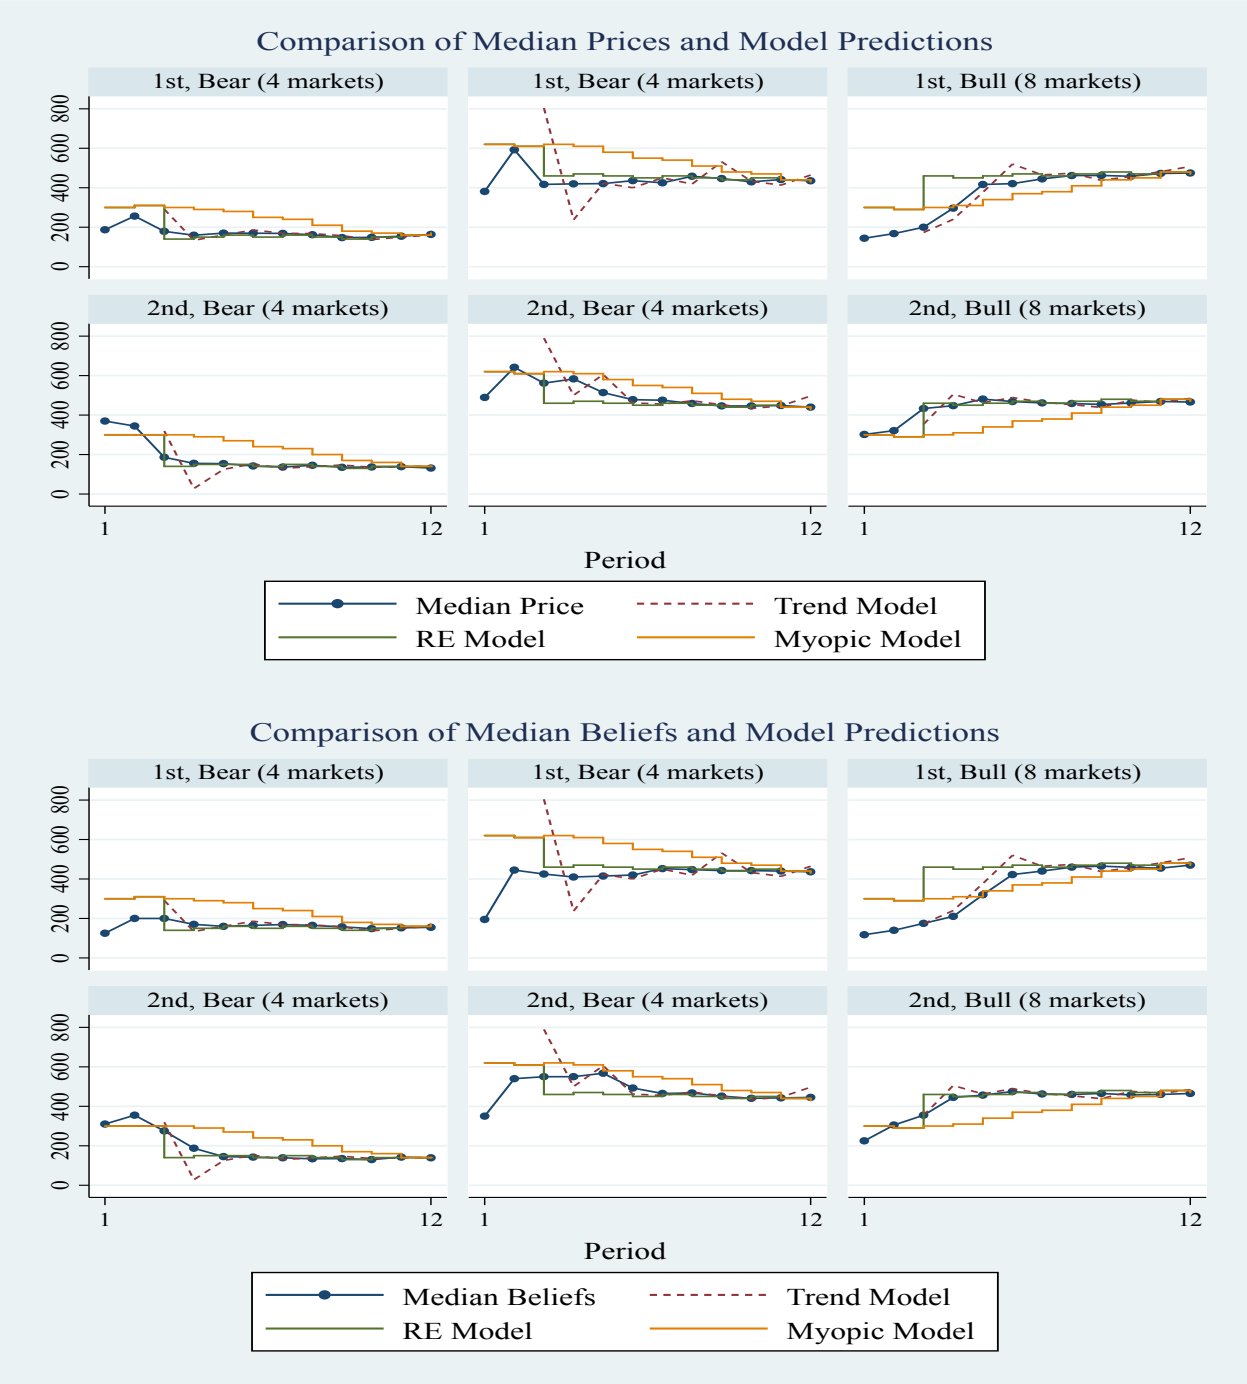 Comparison of Median Prices and Model Predictions
1st, Bear (4 markets) 1st, Bear (4 markets) 1st, Bull (8 markets)
800
600
400
200
0
2nd, Bear (4 markets) 2nd, Bear (4 markets) 2nd, Bull (8 markets)
800
600
400
200
0
1 12 1 12 1 12
Period
Median Price Trend Model
RE Model Myopic Model
Comparison of Median Beliefs and Model Predictions
1st, Bear (4 markets) 1st, Bear (4 markets) 1st, Bull (8 markets)
800
600
400
200
0
2nd, Bear (4 markets) 2nd, Bear (4 markets) 2nd, Bull (8 markets)
800
600
400
200
0
1 12 1 12 1 12
Period
Median Beliefs Trend Model
RE Model Myopic Model